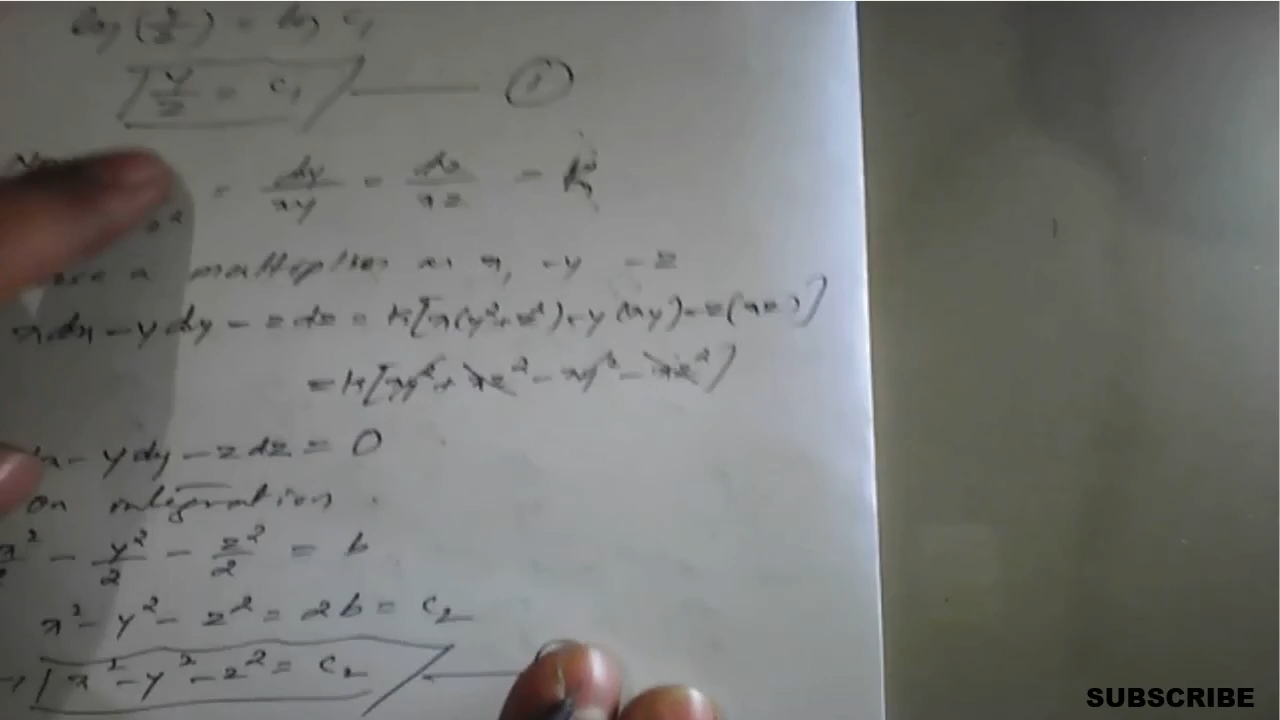 log (y/z) = log c₁
y/z = c₁ —— ①
= dy/xy = dz/xz = k
a multiplier as x, -y -z
xdx - ydy - zdz = k[x(y²+z²) - y(xy) - z(xz)]
= k[xy² + xz² - xy² - xz²]
- ydy - zdz = 0
on integration.
x²/2 - y²/2 - z²/2 = b
x² - y² - z² = 2b = c₂
x² - y² - z² = c₂
SUBSCRIBE